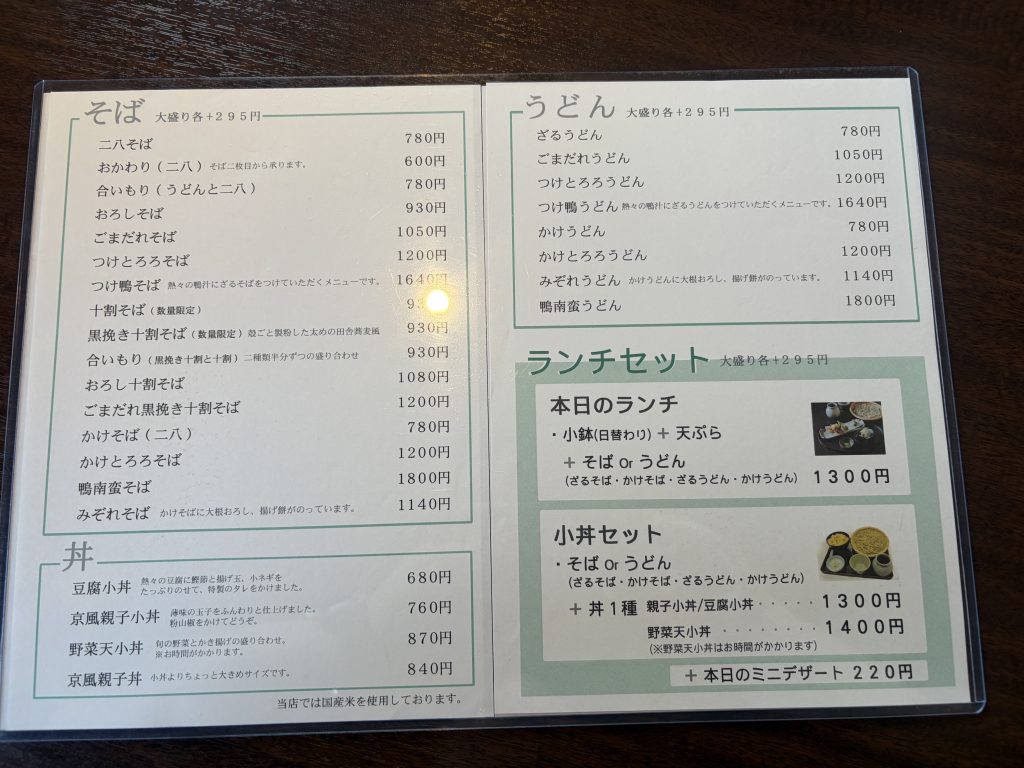 そば 大盛り各+295円
二八そば 780円
おかわり(二八) そば二枚目から承ります。 600円
合いもり(うどんと二八) 780円
おろしそば 930円
ごまだれそば 1050円
つけとろろそば 1200円
つけ鴨そば 熱々の鴨汁にざるそばをつけていただくメニューです。 1640円
十割そば(数量限定) 93
黒挽き十割そば(数量限定) 殻ごと製粉した太めの田舎蕎麦風 930円
合いもり(黒挽き十割と十割) 二種類半分ずつの盛り合わせ 930円
おろし十割そば 1080円
ごまだれ黒挽き十割そば 1200円
かけそば(二八) 780円
かけとろろそば 1200円
鴨南蛮そば 1800円
みぞれそば かけそばに大根おろし、揚げ餅がのっています。 1140円
丼
豆腐小丼 熱々の豆腐に鰹節と揚げ玉、小ネギを 680円
たっぷりのせて、特製のタレをかけました。
京風親子小丼 薄味の玉子をふんわりと仕上げました。 760円
粉山椒をかけてどうぞ。
野菜天小丼 旬の野菜とかき揚げの盛り合わせ。 870円
※お時間がかかります。
京風親子丼 小丼よりちょっと大きめサイズです。 840円
当店では国産米を使用しております。
うどん 大盛り各+295円
ざるうどん 780円
ごまだれうどん 1050円
つけとろろうどん 1200円
つけ鴨うどん 熱々の鴨汁にざるうどんをつけていただくメニューです。 1640円
かけうどん 780円
かけとろろうどん 1200円
みぞれうどん かけうどんに大根おろし、揚げ餅がのっています。 1140円
鴨南蛮うどん 1800円
ランチセット 大盛り各+295円
本日のランチ
・小鉢(日替わり)+天ぷら
+そば or うどん
(ざるそば・かけそば・ざるうどん・かけうどん) 1300円
小丼セット
・そば or うどん
(ざるそば・かけそば・ざるうどん・かけうどん)
+丼1種 親子小丼/豆腐小丼・・・・・1300円
野菜天小丼 ・・・・・・・・1400円
(※野菜天小丼はお時間がかかります)
+本日のミニデザート 220円